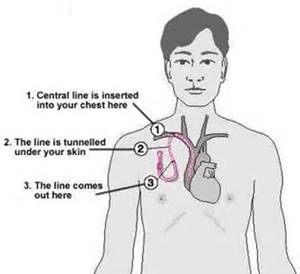 1. Central line is inserted
into your chest here
1
2. The line is tunnelled
under your skin
2
3. The line comes
out here
3